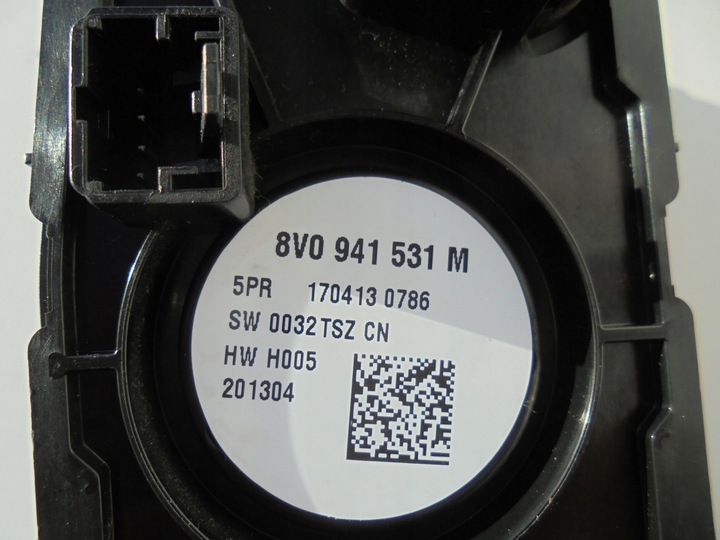 8V0 941 531 M
5PR 170413 0786
SW 0032 TSZ CN
HW H005
201304